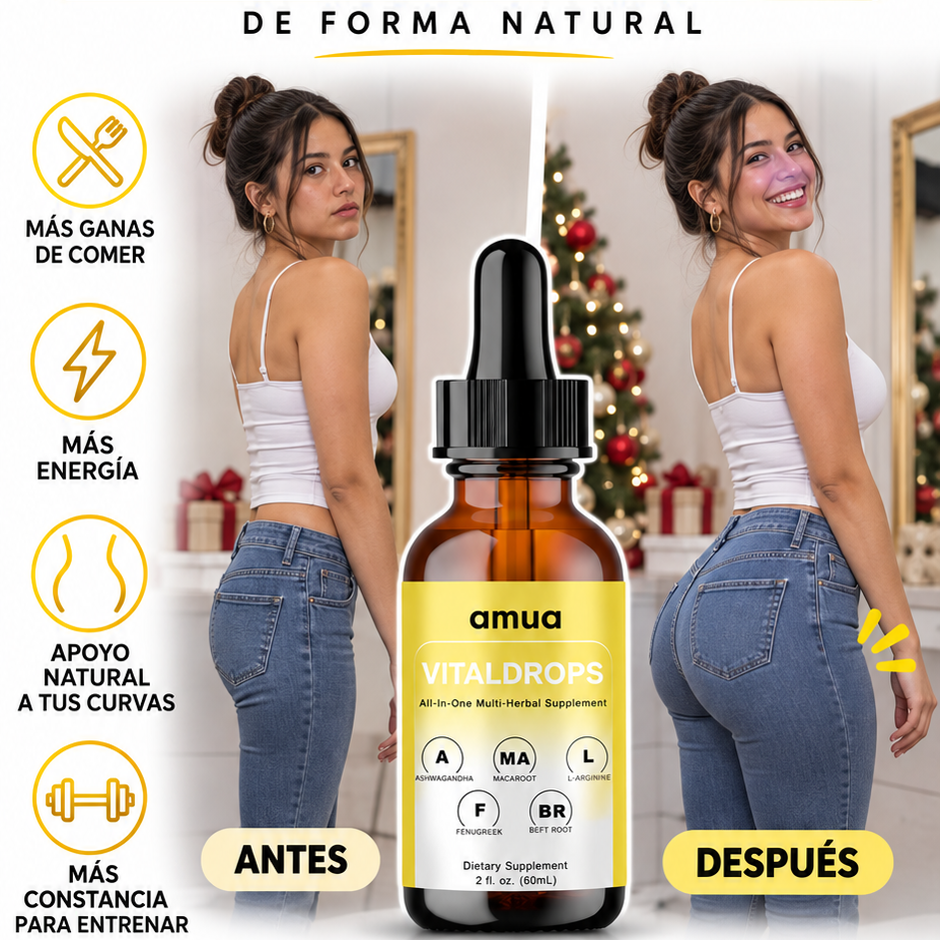 DE FORMA NATURAL
MÁS GANAS
DE COMER
MÁS
ENERGÍA
APOYO
NATURAL
A TUS CURVAS
MÁS
CONSTANCIA
PARA ENTRENAR
ANTES
amua
VITALDROPS
All-In-One Multi-Herbal Supplement
A
ASHWAGANDHA
MA
MACAROOT
L
L-ARGININE
F
FENUGREEK
BR
BEFT ROOT
Dietary Supplement
2 fl. oz. (60mL)
DESPUÉS